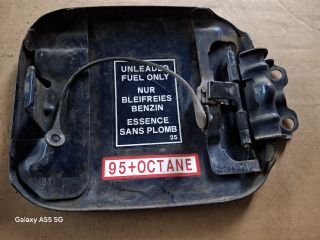 UNLEADED
FUEL ONLY
NUR
BLEIFREIES
BENZIN
ESSENCE
SANS PLOMB
25
95+OCTANE
Galaxy A55 5G